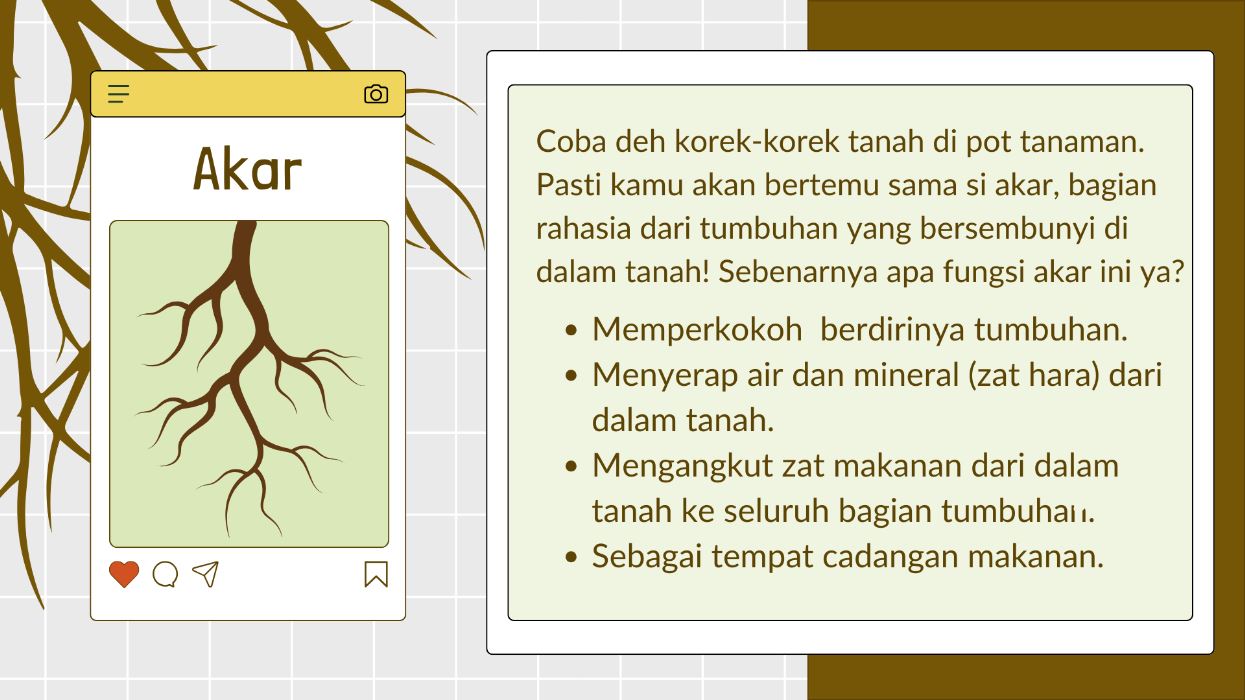 Akar
Coba deh korek-korek tanah di pot tanaman.
Pasti kamu akan bertemu sama si akar, bagian
rahasia dari tumbuhan yang bersembunyi di
dalam tanah! Sebenarnya apa fungsi akar ini ya?
• Memperkokoh  berdirinya tumbuhan.
• Menyerap air dan mineral (zat hara) dari
dalam tanah.
• Mengangkut zat makanan dari dalam
tanah ke seluruh bagian tumbuhan.
• Sebagai tempat cadangan makanan.